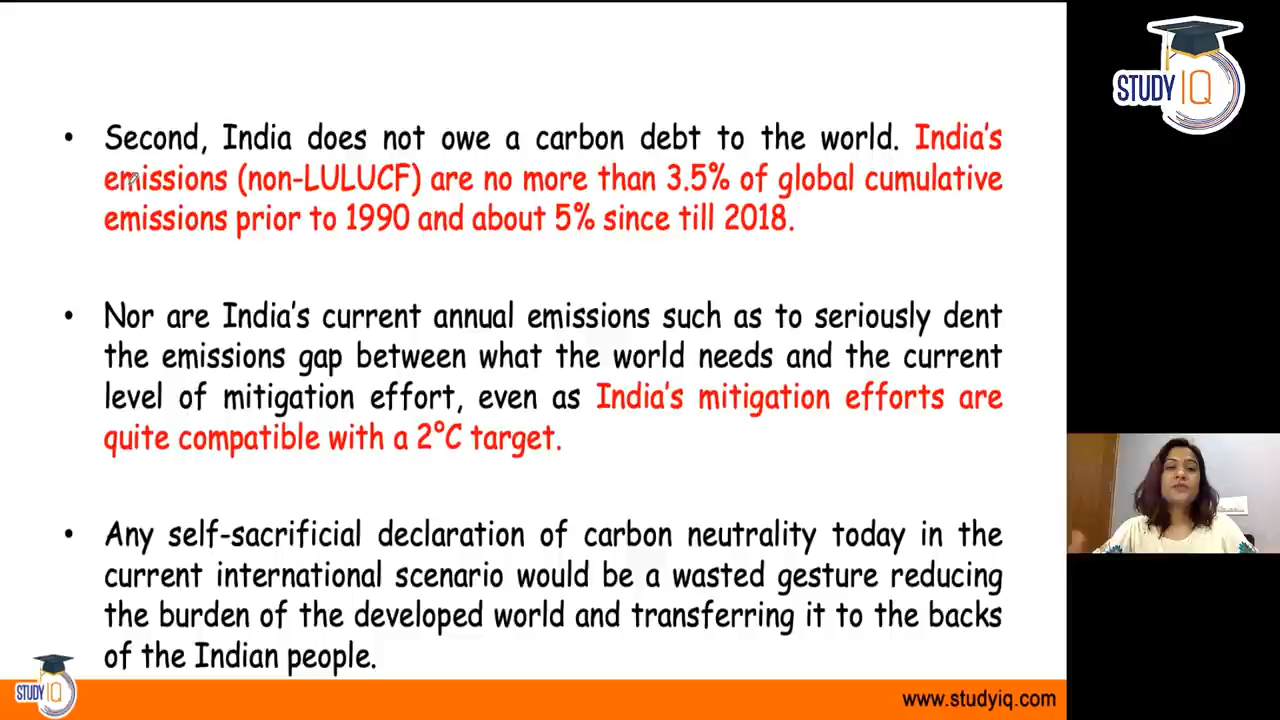 STUDY IQ
• Second, India does not owe a carbon debt to the world. India's
emissions (non-LULUCF) are no more than 3.5% of global cumulative
emissions prior to 1990 and about 5% since till 2018.
• Nor are India's current annual emissions such as to seriously dent
the emissions gap between what the world needs and the current
level of mitigation effort, even as India's mitigation efforts are
quite compatible with a 2°C target.
• Any self-sacrificial declaration of carbon neutrality today in the
current international scenario would be a wasted gesture reducing
the burden of the developed world and transferring it to the backs
of the Indian people.
STUDY IQ
www.studyiq.com